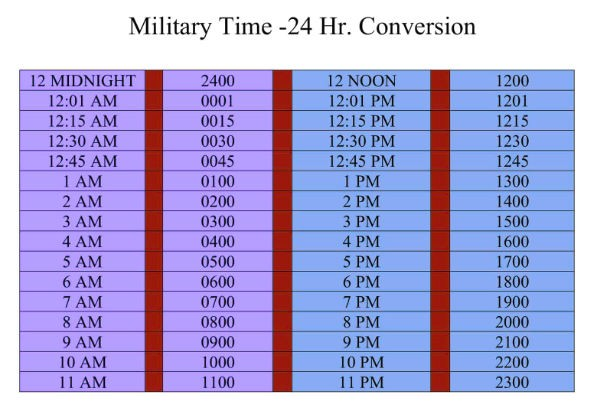 Military Time -24 Hr. Conversion
12 MIDNIGHT 2400 12 NOON 1200
12:01 AM 0001 12:01 PM 1201
12:15 AM 0015 12:15 PM 1215
12:30 AM 0030 12:30 PM 1230
12:45 AM 0045 12:45 PM 1245
1 AM 0100 1 PM 1300
2 AM 0200 2 PM 1400
3 AM 0300 3 PM 1500
4 AM 0400 4 PM 1600
5 AM 0500 5 PM 1700
6 AM 0600 6 PM 1800
7 AM 0700 7 PM 1900
8 AM 0800 8 PM 2000
9 AM 0900 9 PM 2100
10 AM 1000 10 PM 2200
11 AM 1100 11 PM 2300